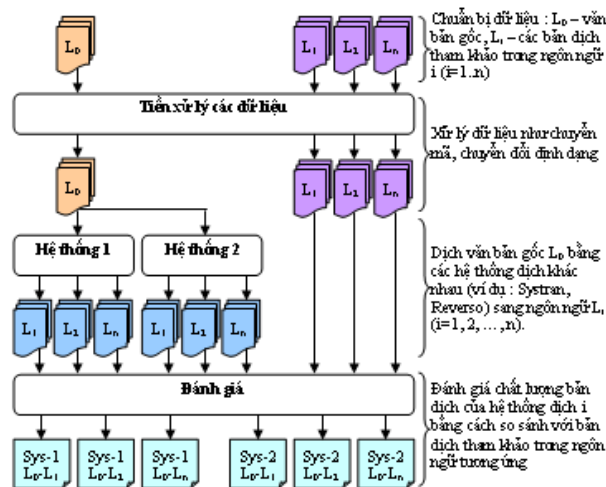 L₀
L₁ L₂ Lₙ
Chuẩn bị dữ liệu : L₀ – văn
bản gốc, Lᵢ – các bản dịch
tham khảo trong ngôn ngữ
i (i=1..n)
Tiền xử lý các dữ liệu
Xử lý dữ liệu như chuyển
mã, chuyển đổi định dạng
L₀
L₁ L₂ Lₙ
Hệ thống 1
Hệ thống 2
Dịch văn bản gốc L₀ bằng
các hệ thống dịch khác
nhau (ví dụ : Systran,
Reverso) sang ngôn ngữ Lᵢ
(i=1, 2, ..., n).
L₁ L₂ Lₙ
L₁ L₂ Lₙ
Đánh giá
Đánh giá chất lượng bản
dịch của hệ thống dịch i
bằng cách so sánh với bản
dịch tham khảo trong ngôn
ngữ tương ứng
Sys-1 Sys-1 Sys-1 Sys-2 Sys-2 Sys-2
L₀-L₁ L₀-L₂ L₀-Lₙ L₀-L₁ L₀-L₂ L₀-Lₙ